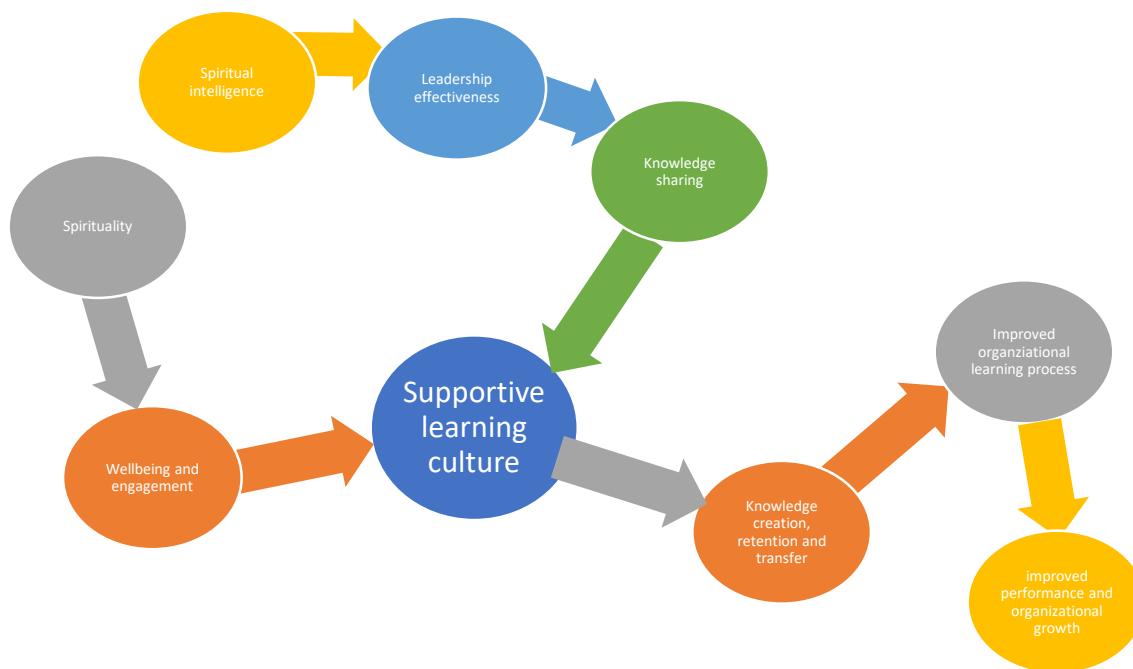 Spiritual
intelligence
Leadership
effectiveness
Knowledge
sharing
Spirituality
Wellbeing and
engagement
Supportive
learning
culture
Knowledge
creation,
retention and
transfer
Improved
organziational
learning process
improved
performance and
organizational
growth